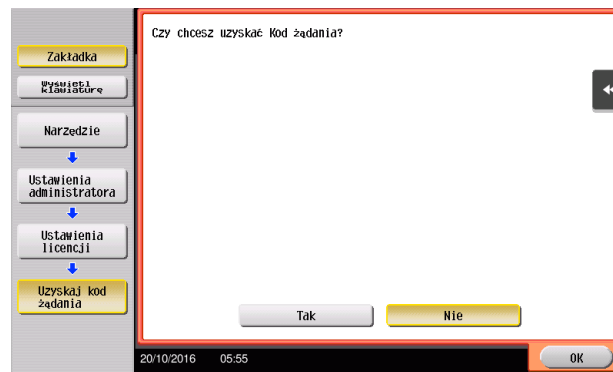 Czy chcesz uzyskać Kod żądania?
Zakładka
Wyświetl
klawiaturę
Narzędzie
Ustawienia
administratora
Ustawienia
licencji
Uzyskaj kod
żądania
Tak
Nie
20/10/2016 05:55
OK